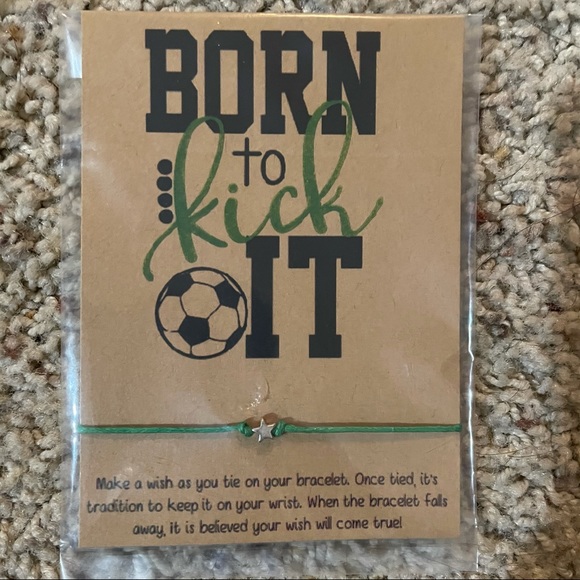 BORN
to
kick
IT
Make a wish as you tie on your bracelet. Once tied, it's
tradition to keep it on your wrist. When the bracelet falls
away, it is believed your wish will come true!